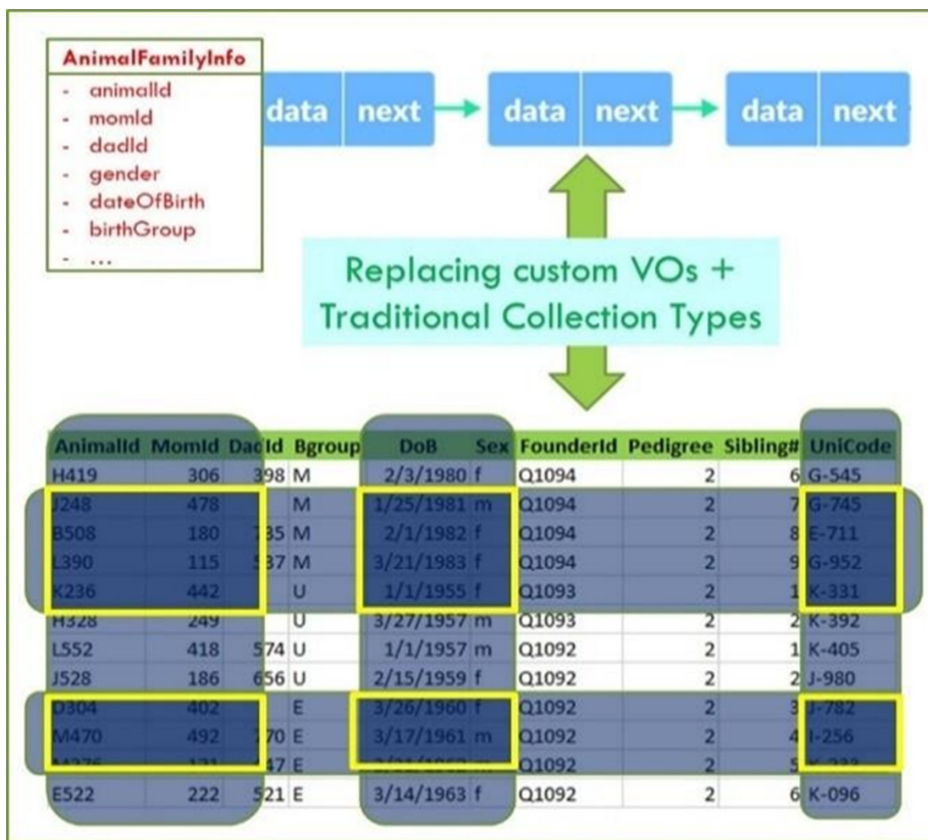 AnimalFamilyInfo
- animalId
- momId
- dadId
- gender
- dateOfBirth
- birthGroup
- ...
data next data next data next
Replacing custom VOs +
Traditional Collection Types
AnimalId MomId DadId Bgroup DoB Sex FounderId Pedigree Sibling# UniCode
H419 306 398 M 2/3/1980 f Q1094 2 6 G-545
J248 478 M 1/25/1981 m Q1094 2 7 G-745
B508 180 735 M 2/1/1982 f Q1094 2 8 E-711
L390 115 537 M 3/21/1983 f Q1094 2 9 G-952
K236 442 U 1/1/1955 f Q1093 2 1 K-331
H328 249 U 3/27/1957 m Q1093 2 2 K-392
L552 418 574 U 1/1/1957 m Q1092 2 1 K-405
J528 186 656 U 2/15/1959 f Q1092 2 2 J-980
D304 402 E 3/26/1960 f Q1092 2 3 J-782
M470 492 770 E 3/17/1961 m Q1092 2 4 I-256
E Q1092 2 5
E522 222 521 E 3/14/1963 f Q1092 2 6 K-096